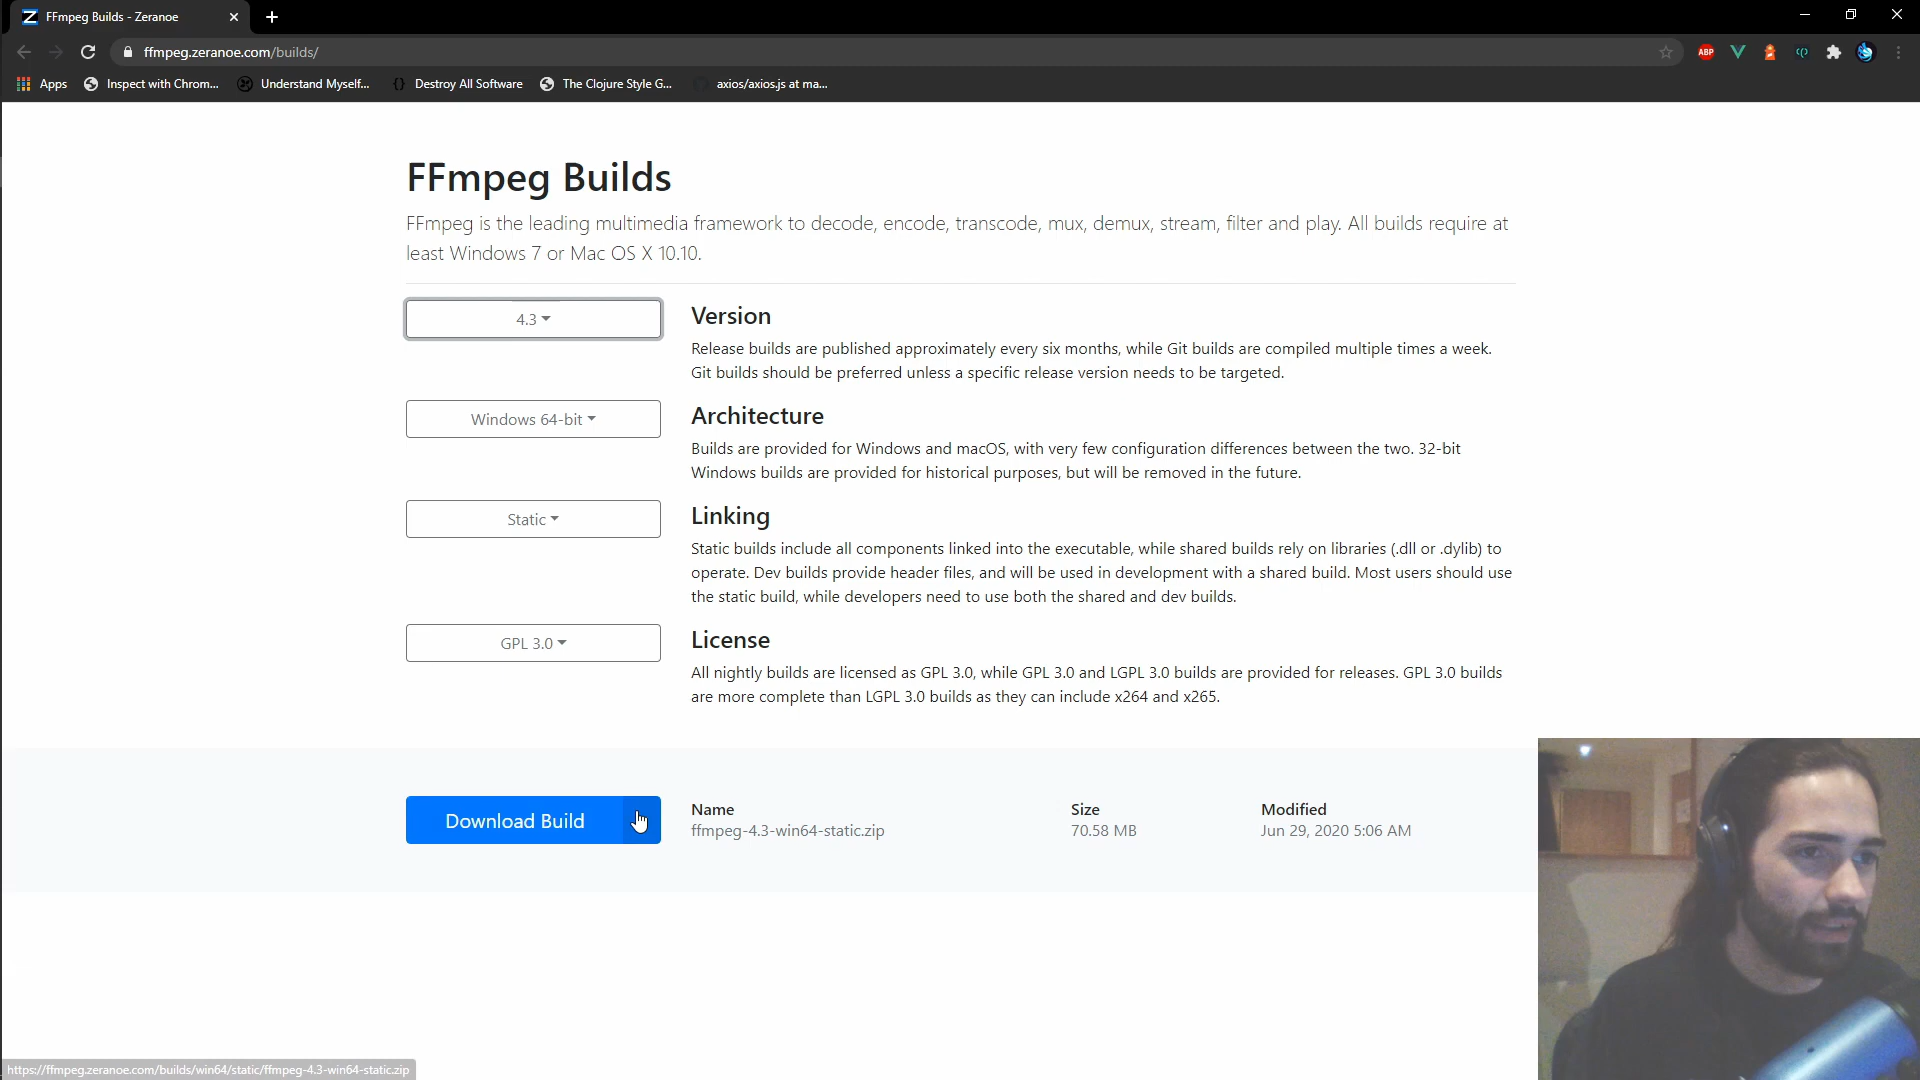 FFmpeg Builds - Zeranoe
ffmpeg.zeranoe.com/builds/
ABP
Apps
Inspect with Chrom...
Understand Myself...
Destroy All Software
The Clojure Style G...
axios/axios.js at ma...
FFmpeg Builds
FFmpeg is the leading multimedia framework to decode, encode, transcode, mux, demux, stream, filter and play. All builds require at
least Windows 7 or Mac OS X 10.10.
4.3
Version
Release builds are published approximately every six months, while Git builds are compiled multiple times a week.
Git builds should be preferred unless a specific release version needs to be targeted.
Windows 64-bit
Architecture
Builds are provided for Windows and macOS, with very few configuration differences between the two. 32-bit
Windows builds are provided for historical purposes, but will be removed in the future.
Static
Linking
Static builds include all components linked into the executable, while shared builds rely on libraries (.dll or .dylib) to
operate. Dev builds provide header files, and will be used in development with a shared build. Most users should use
the static build, while developers need to use both the shared and dev builds.
GPL 3.0
License
All nightly builds are licensed as GPL 3.0, while GPL 3.0 and LGPL 3.0 builds are provided for releases. GPL 3.0 builds
are more complete than LGPL 3.0 builds as they can include x264 and x265.
Download Build
Name
ffmpeg-4.3-win64-static.zip
Size
70.58 MB
Modified
Jun 29, 2020 5:06 AM
https://ffmpeg.zeranoe.com/builds/win64/static/ffmpeg-4.3-win64-static.zip